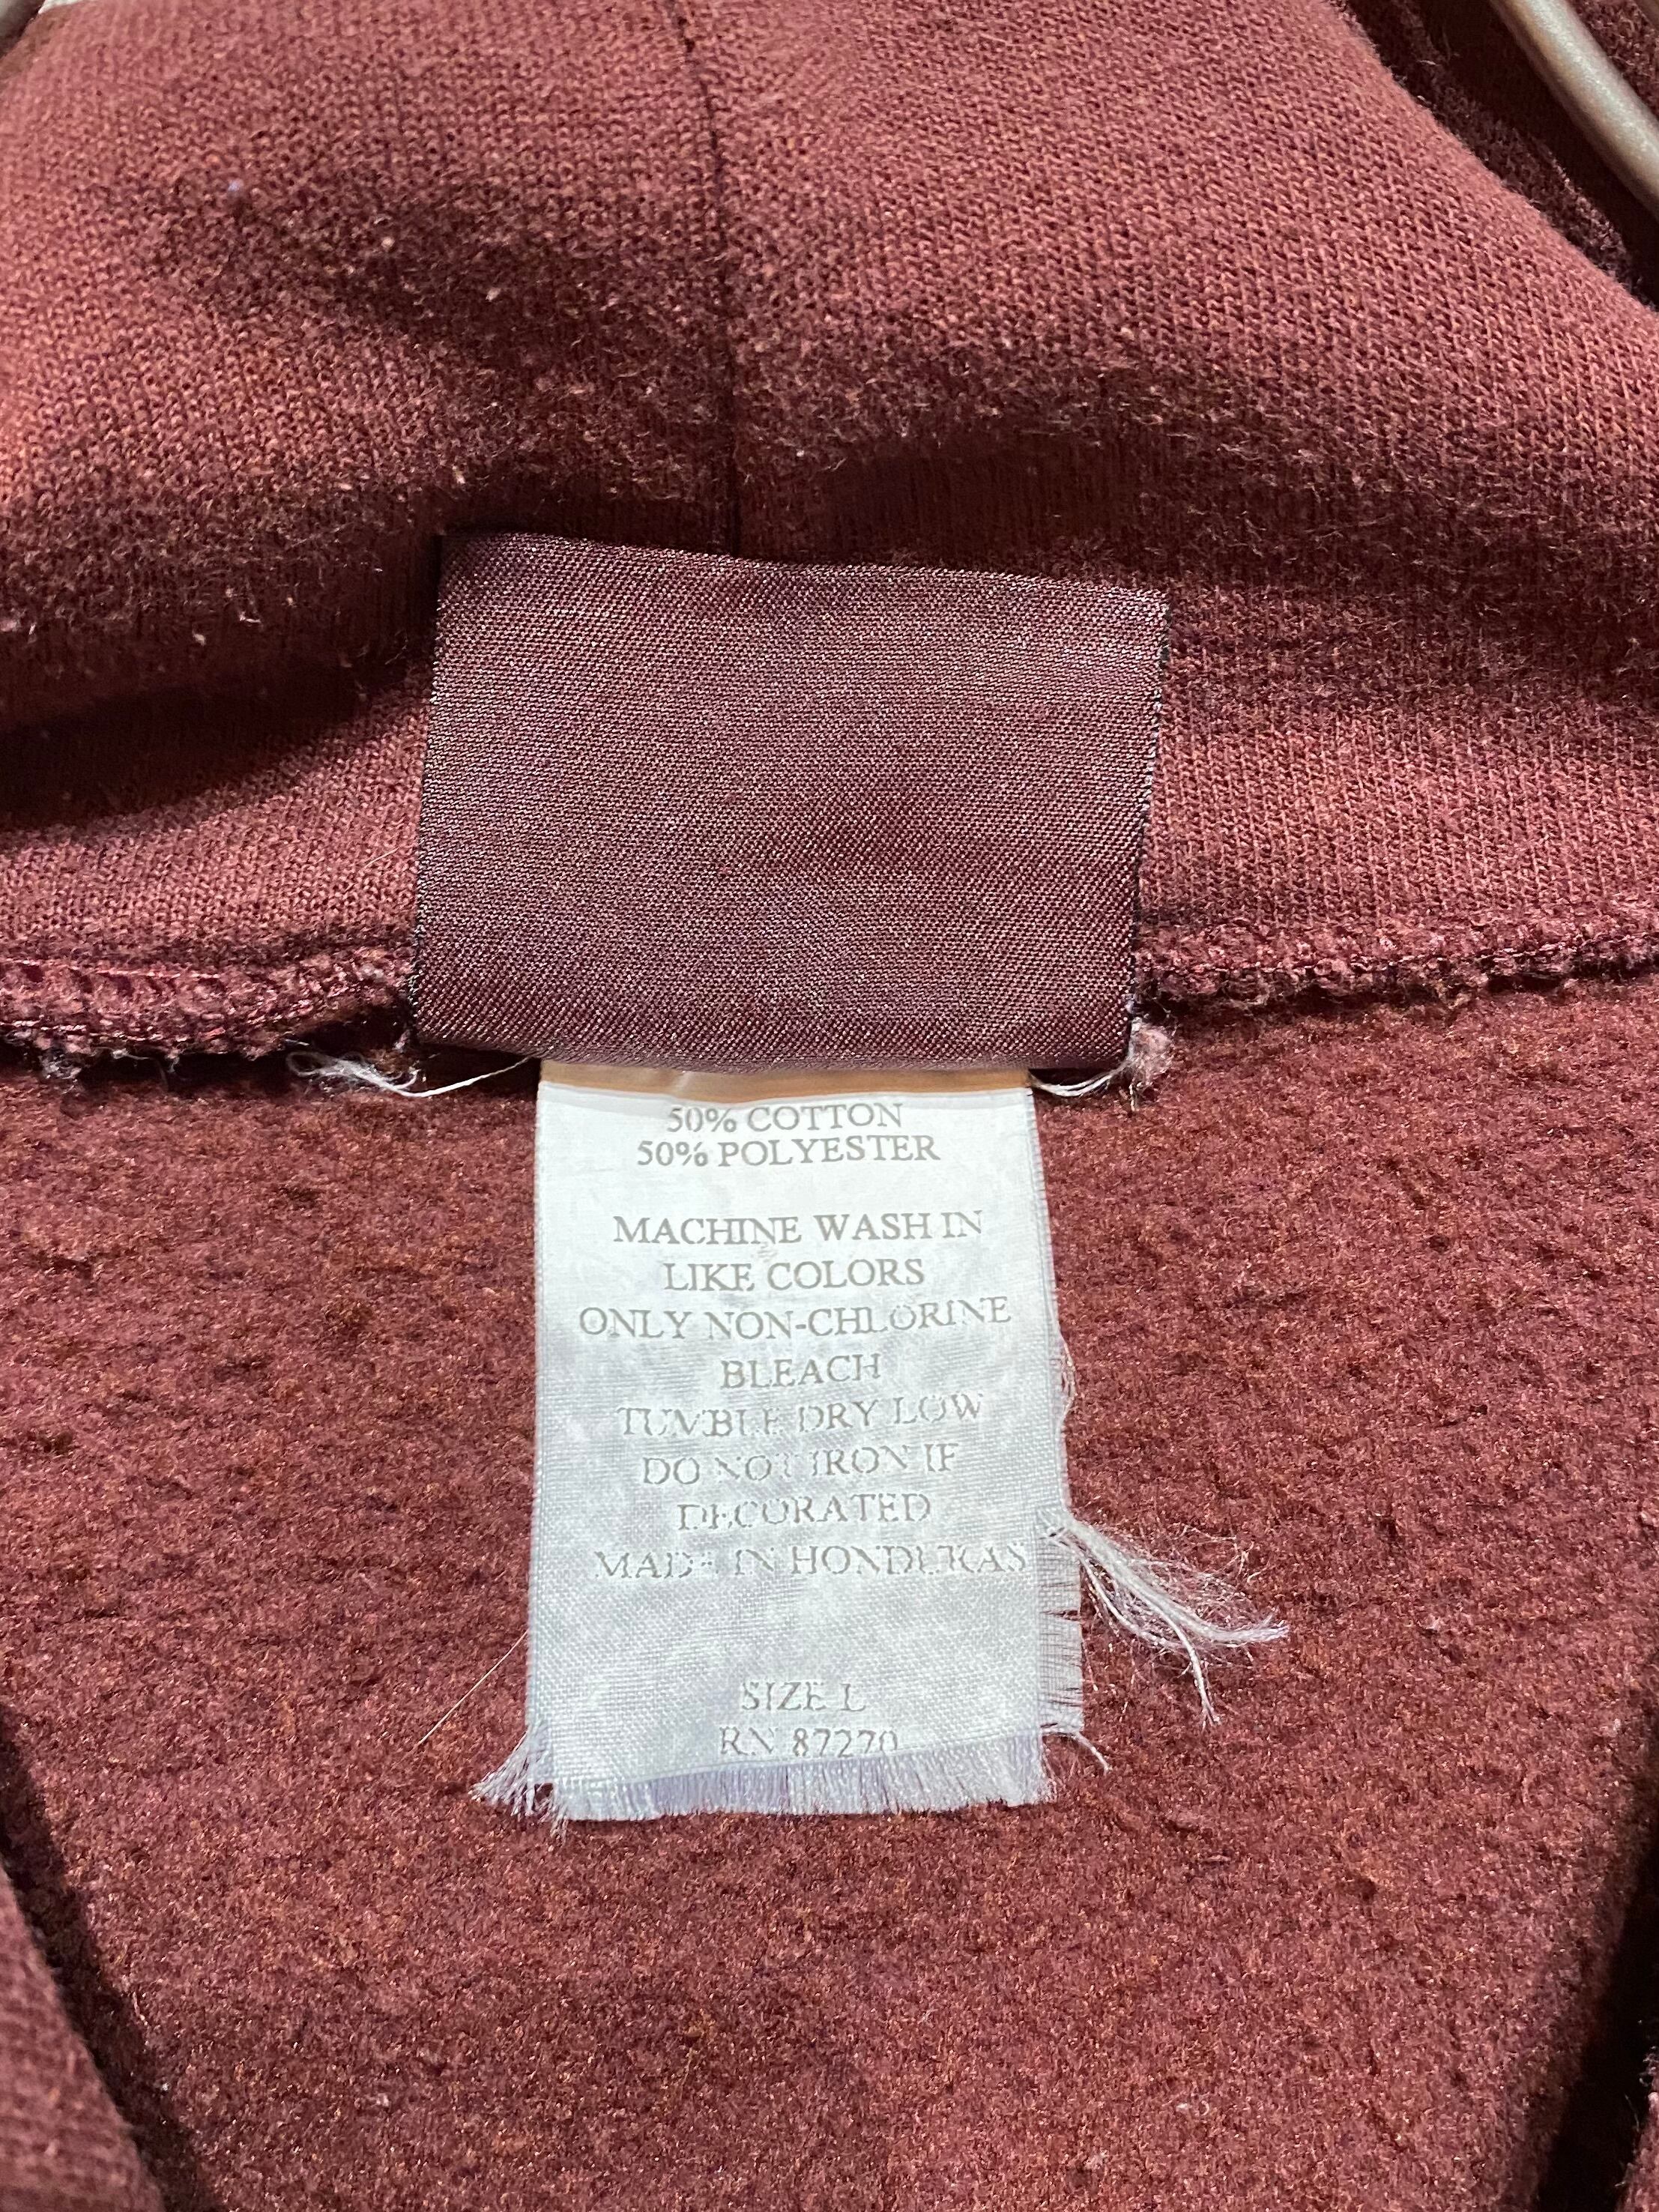 50% COTTON
50% POLYESTER
MACHINE WASH IN
LIKE COLORS
ONLY NON-CHLORINE
BLEACH
TUMBLE DRY LOW
DO NOT IRON IF
DECORATED
MADE IN HONDURAS
SIZE L
RN 87270